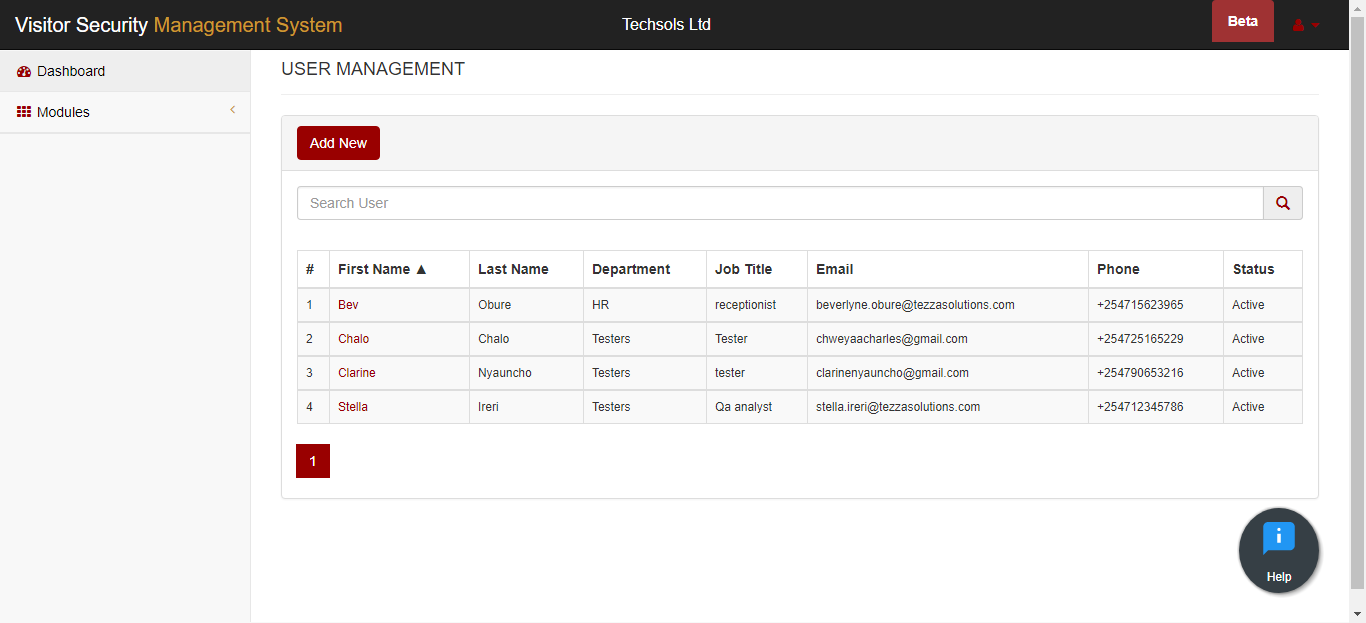 Visitor Security Management System Techsols Ltd Beta
Dashboard
Modules
USER MANAGEMENT
Add New
Search User
# First Name ▲ Last Name Department Job Title Email Phone Status
1 Bev Obure HR receptionist beverlyne.obure@tezzasolutions.com +254715623965 Active
2 Chalo Chalo Testers Tester chweyaacharles@gmail.com +254725165229 Active
3 Clarine Nyauncho Testers tester clarinenyauncho@gmail.com +254790653216 Active
4 Stella Ireri Testers Qa analyst stella.ireri@tezzasolutions.com +254712345786 Active
1
Help